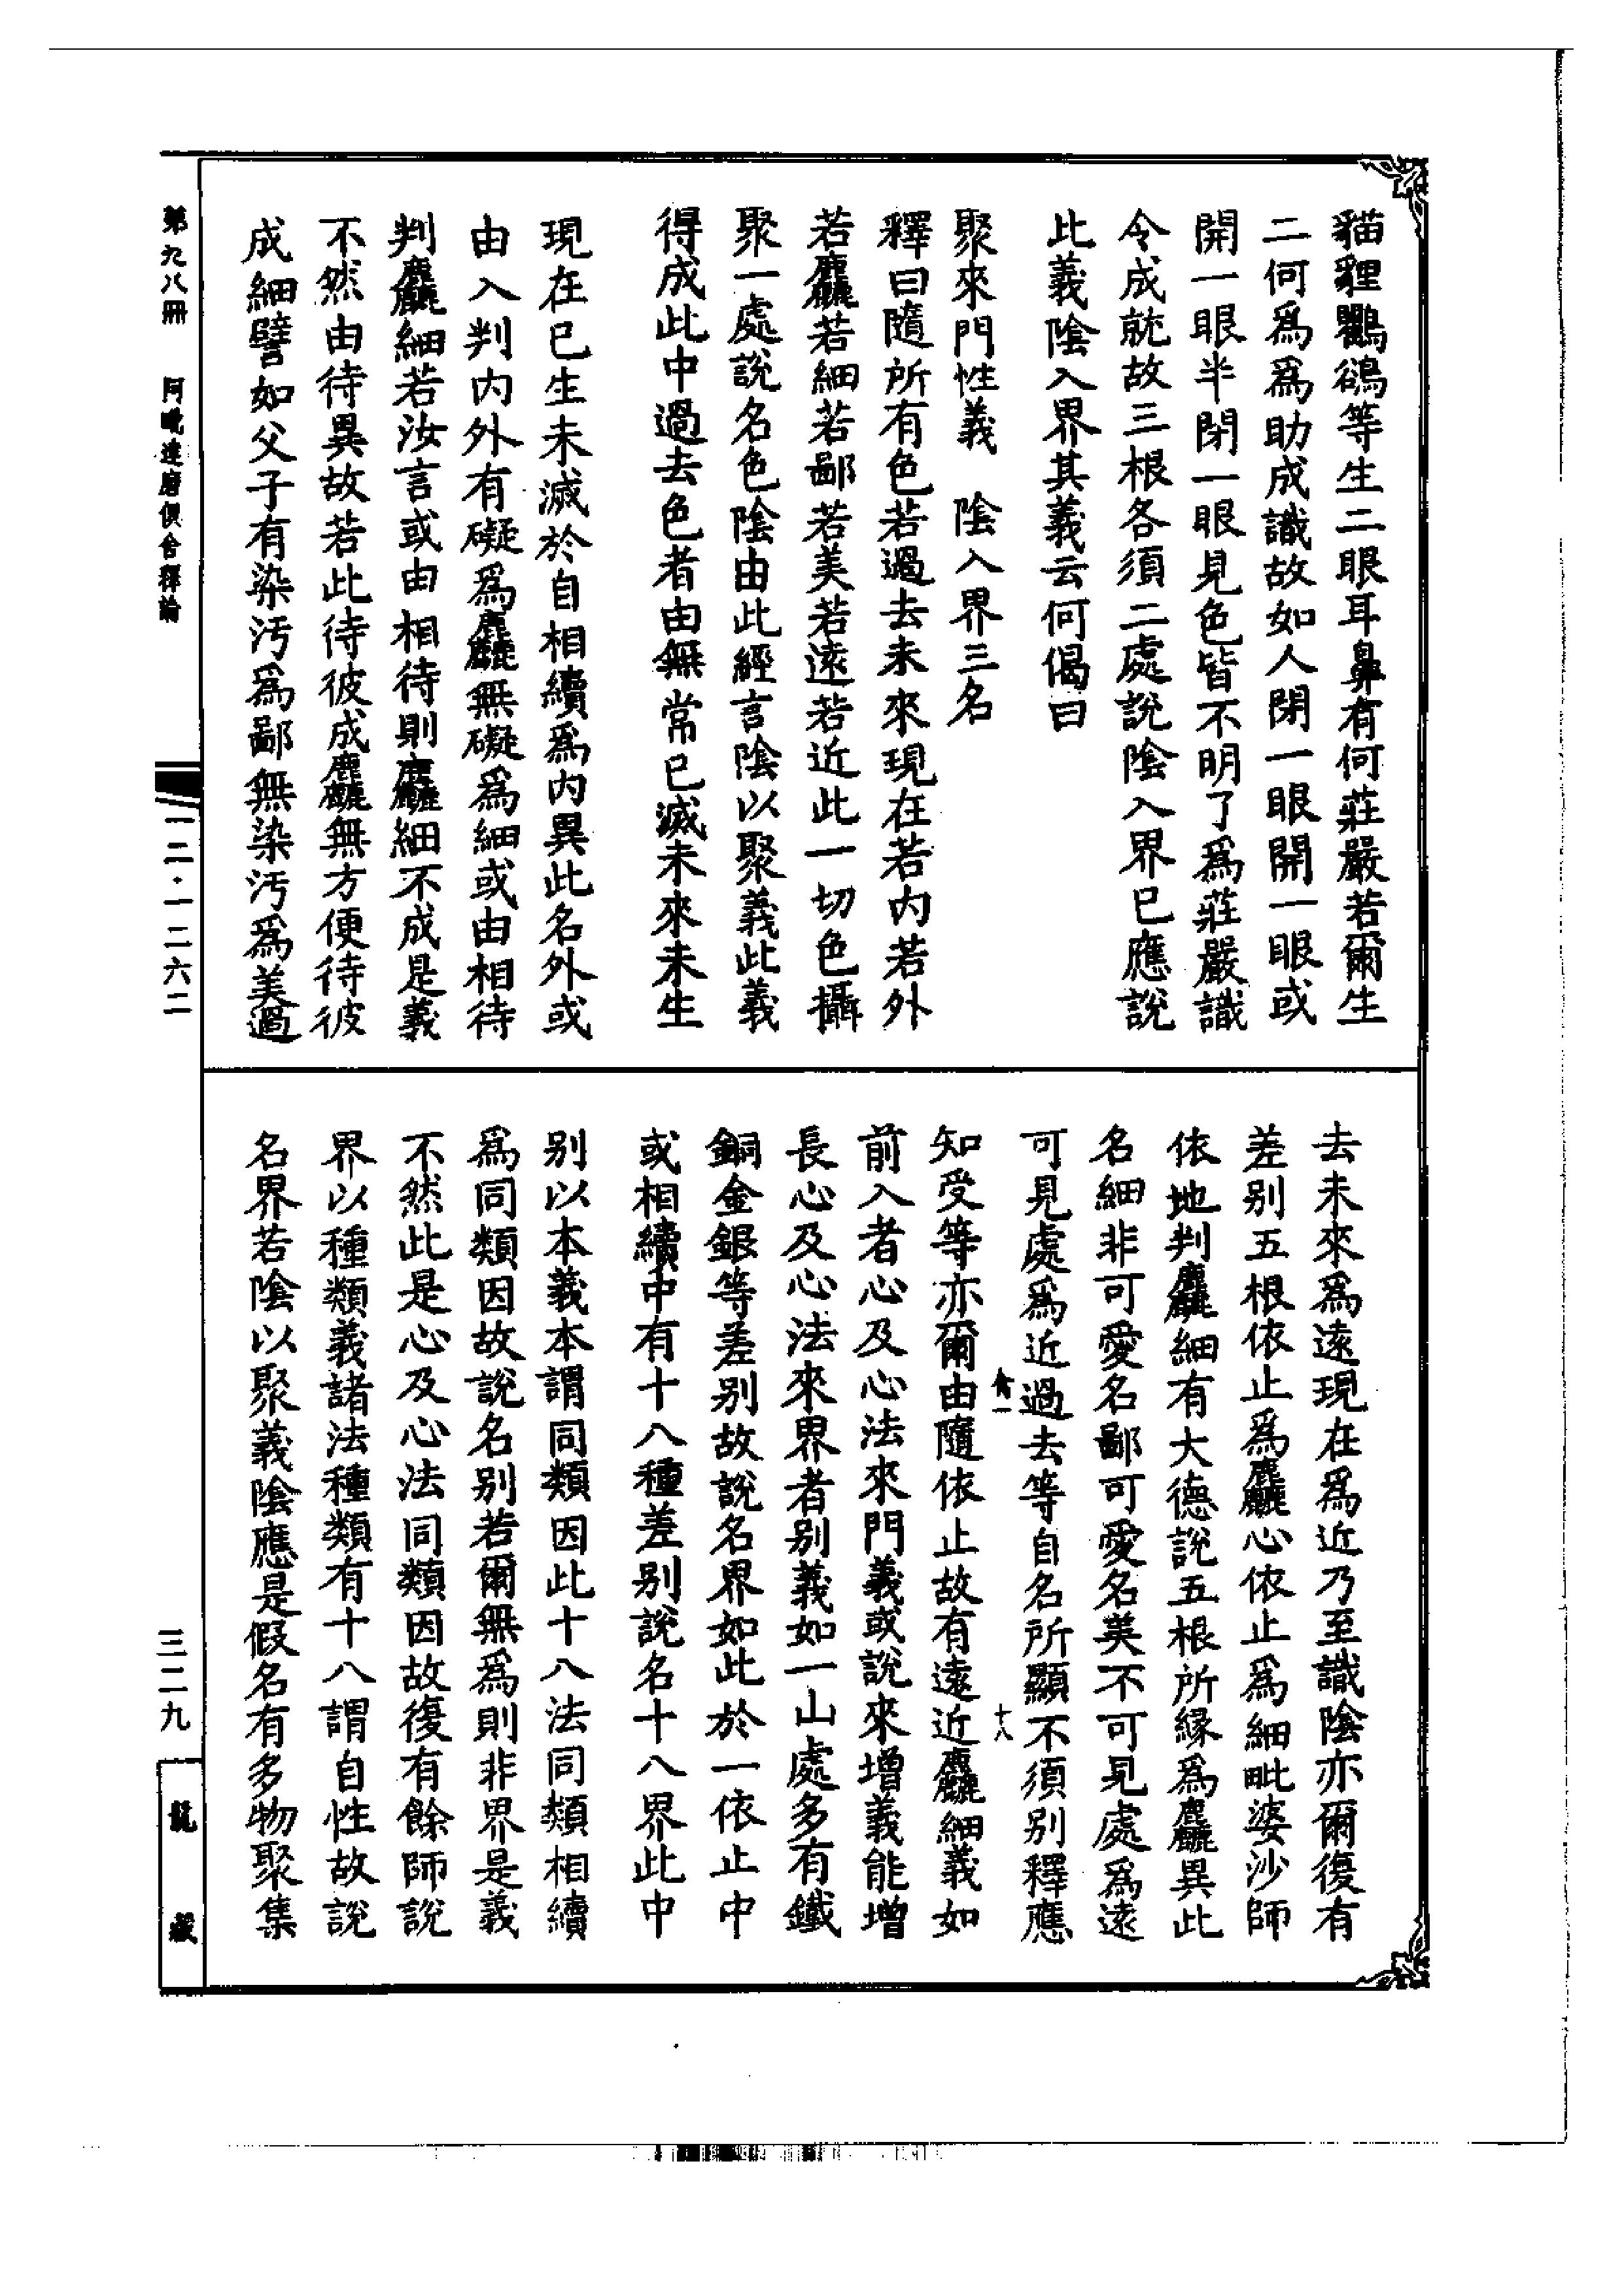 貓貍鸜鵒等生二眼耳鼻有何莊嚴若爾生
二何爲爲助成識故如人閉一眼開一眼或
開一眼半閉一眼見色皆不明了爲莊嚴識
令成就故三根各須二處說陰入界已應說
此義陰入界其義云何偈曰
聚來門性義　陰入界三名
釋曰隨所有色若過去未來現在若內若外
若麤若細若鄙若美若遠若近此一切色攝
聚一處說名色陰由此經言陰以聚義此義
得成此中過去色者由無常已滅未來未生
現在已生未滅於自相續爲內異此名外或
由入判內外有礙爲麤無礙爲細或由相待
判麤細若汝言或由相待則麤細不成是義
不然由待異故若此待彼成麤無方便待彼
成細譬如父子有染汚爲鄙無染汚爲美過
去未來爲遠現在爲近乃至識陰亦爾復有
差別五根依止爲麤心依止爲細毗婆沙師
依地判麤細有大德說五根所緣爲麤異此
名細非可愛名鄙可愛名美不可見處爲遠
可見處爲近過去等自名所顯不須別釋應
知受等亦爾由隨依止故有遠近麤細義如
十八
前入者心及心法來門義或說來增義能增
長心及心法來界者別義如一山處多有鐵
銅金銀等差別故說名界如此於一依止中
或相續中有十八種差別說名十八界此中
別以本義本謂同類因此十八法同類相續
爲同類因故說名別若爾無爲則非界是義
不然此是心及心法同類因故復有餘師說
界以種類義諸法種類有十八謂自性故說
名界若陰以聚義陰應是假名有多物聚集
第九八冊　阿毗達磨俱舍釋論
一二·一二六二
三二九
龍藏